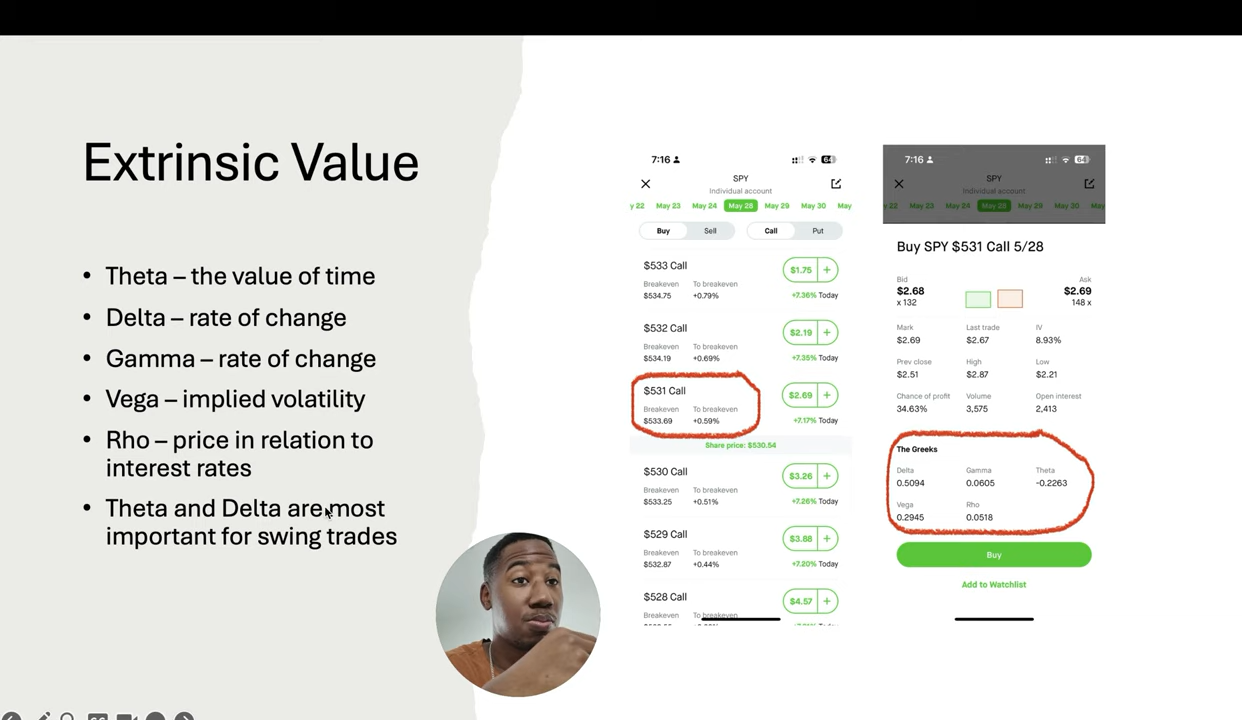 Extrinsic Value
• Theta – the value of time
• Delta – rate of change
• Gamma – rate of change
• Vega – implied volatility
• Rho – price in relation to
interest rates
• Theta and Delta are most
important for swing trades
7:16
64
SPY
Individual account
y 22 May 23 May 24 May 28 May 29 May 30 May
Buy Sell Call Put
$533 Call
$1.75 +
Breakeven To breakeven
$534.75 +0.79%
+7.36% Today
$532 Call
$2.19 +
Breakeven To breakeven
$534.19 +0.69%
+7.35% Today
$531 Call
$2.69 +
Breakeven To breakeven
$533.69 +0.59%
+7.17% Today
Share price: $530.54
$530 Call
$3.26 +
Breakeven To breakeven
$533.25 +0.51%
+7.26% Today
$529 Call
$3.88 +
Breakeven To breakeven
$532.87 +0.44%
+7.20% Today
$528 Call
$4.57 +
Breakeven To breakeven
7:16
64
SPY
Individual account
22 May 23 May 24 May 28 May 29 May 30 May
Buy SPY $531 Call 5/28
Bid Ask
$2.68 $2.69
x 132 148 x
Mark Last trade IV
$2.69 $2.67 8.93%
Prev close High Low
$2.51 $2.87 $2.21
Chance of profit Volume Open interest
34.63% 3,575 2,413
The Greeks
Delta Gamma Theta
0.5094 0.0605 -0.2263
Vega Rho
0.2945 0.0518
Buy
Add to Watchlist